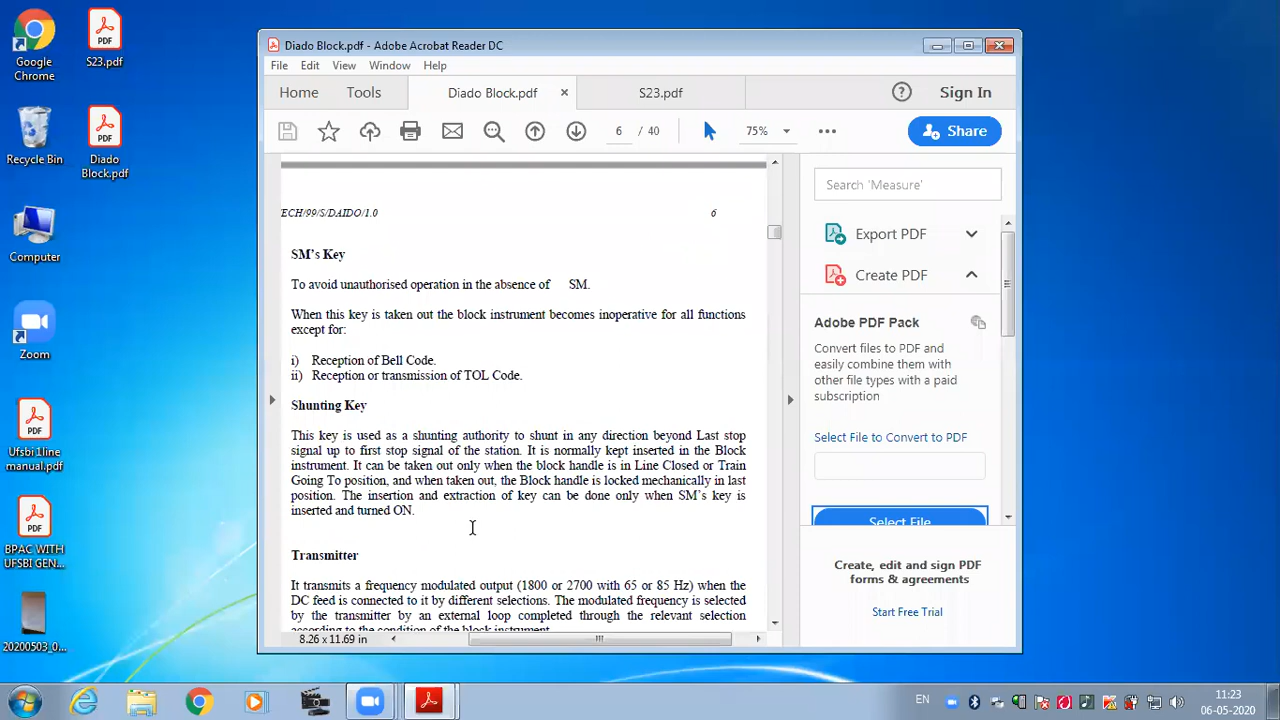 Google Chrome
S23.pdf
Recycle Bin
Diado Block.pdf
Computer
Zoom
Ufsbi 1line manual.pdf
BPAC WITH UFSBI GEN...
20200503_0...
Diado Block.pdf - Adobe Acrobat Reader DC
File Edit View Window Help
Home Tools Diado Block.pdf × S23.pdf ? Sign In
6 / 40 75% Share
ECH/99/S/DAIDO/1.0 6
SM's Key
To avoid unauthorised operation in the absence of SM.
When this key is taken out the block instrument becomes inoperative for all functions
except for:
i) Reception of Bell Code.
ii) Reception or transmission of TOL Code.
Shunting Key
This key is used as a shunting authority to shunt in any direction beyond Last stop
signal up to first stop signal of the station. It is normally kept inserted in the Block
instrument. It can be taken out only when the block handle is in Line Closed or Train
Going To position, and when taken out, the Block handle is locked mechanically in last
position. The insertion and extraction of key can be done only when SM's key is
inserted and turned ON.
Transmitter
It transmits a frequency modulated output (1800 or 2700 with 65 or 85 Hz) when the
DC feed is connected to it by different selections. The modulated frequency is selected
by the transmitter by an external loop completed through the relevant selection
according to the condition of the block instrument.
8.26 x 11.69 in
Search 'Measure'
Export PDF
Create PDF
Adobe PDF Pack
Convert files to PDF and
easily combine them with
other file types with a paid
subscription
Select File to Convert to PDF
Select File
Create, edit and sign PDF
forms & agreements
Start Free Trial
EN
11:23
06-05-2020